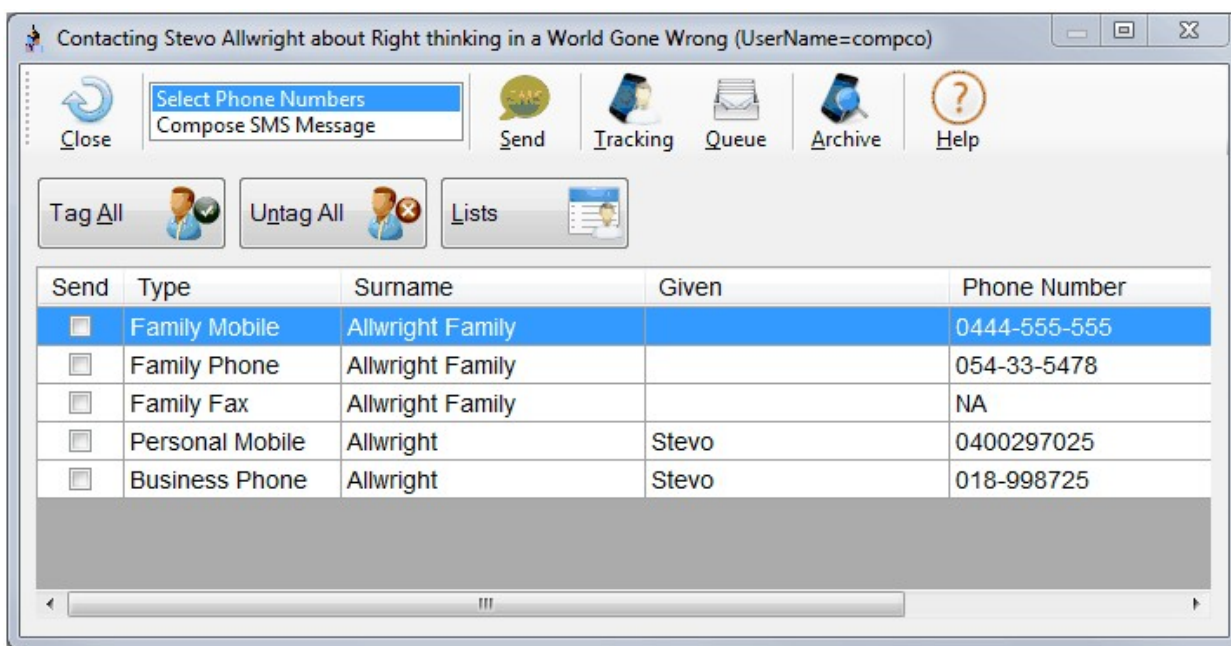 Contacting Stevo Allwright about Right thinking in a World Gone Wrong (UserName=compco)
Select Phone Numbers
Compose SMS Message
Close
SMS
Send
Tracking
Queue
Archive
Help
Tag All
Untag All
Lists
Send Type Surname Given Phone Number
Family Mobile Allwright Family 0444-555-555
Family Phone Allwright Family 054-33-5478
Family Fax Allwright Family NA
Personal Mobile Allwright Stevo 0400297025
Business Phone Allwright Stevo 018-998725